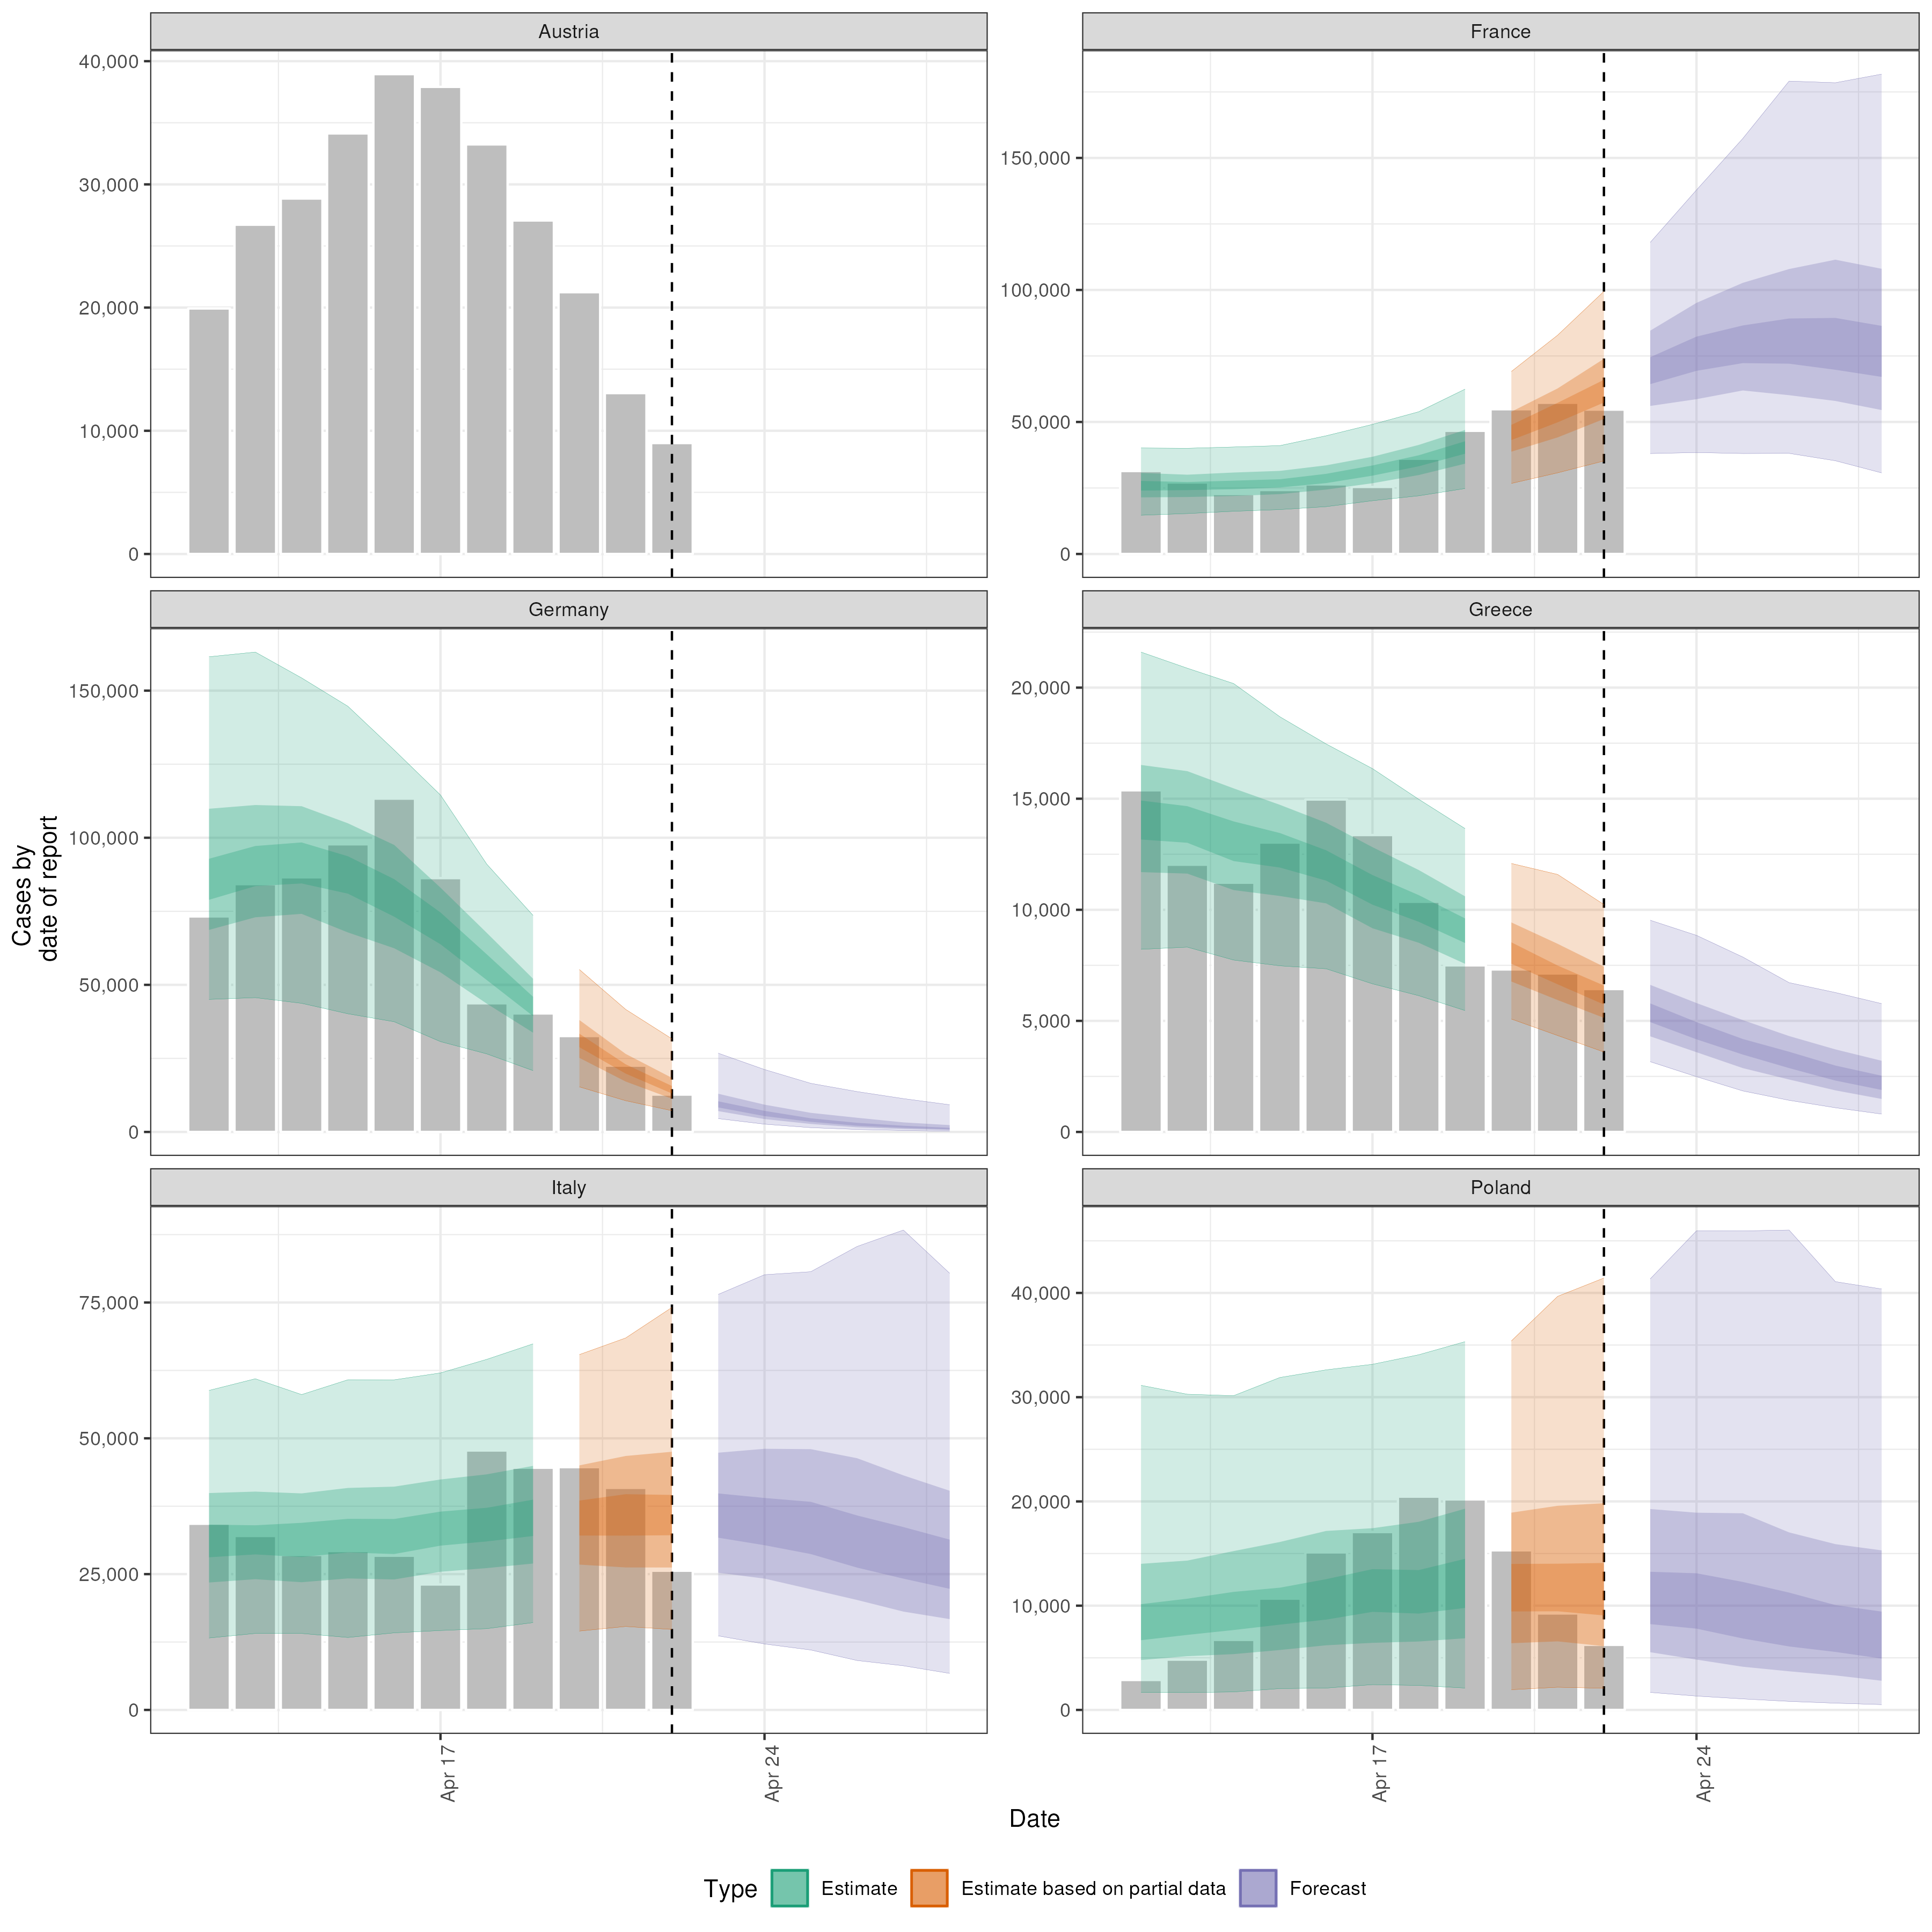 Austria
France
40,000
30,000
20,000
10,000
0
150,000
100,000
50,000
0
Germany
Greece
150,000
100,000
50,000
0
20,000
15,000
10,000
5,000
0
Cases by
date of report
Italy
Poland
75,000
50,000
25,000
0
40,000
30,000
20,000
10,000
0
Apr 17
Apr 24
Apr 17
Apr 24
Date
Type Estimate Estimate based on partial data Forecast